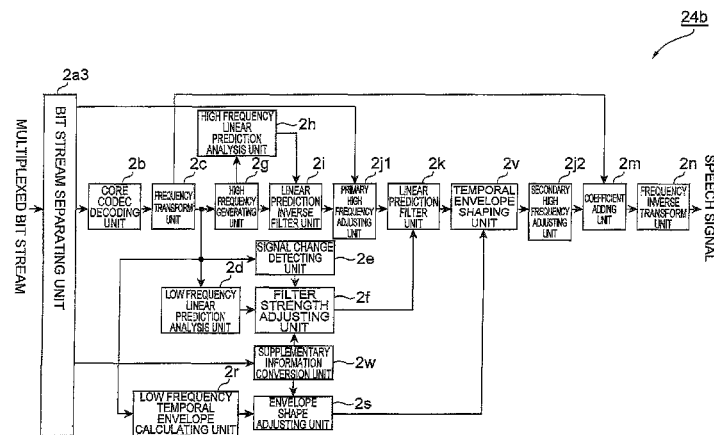 24b
2a3
MULTIPLEXED BIT STREAM
BIT STREAM SEPARATING UNIT
HIGH FREQUENCY
LINEAR
PREDICTION
ANALYSIS UNIT
2h
2b
CORE
CODEC
DECODING
UNIT
2c
FREQUENCY
TRANSFORM
UNIT
2g
HIGH
FREQUENCY
GENERATING
UNIT
2i
LINEAR
PREDICTION
INVERSE
FILTER UNIT
2j1
PRIMARY
HIGH
FREQUENCY
ADJUSTING
UNIT
2k
LINEAR
PREDICTION
FILTER UNIT
2v
TEMPORAL
ENVELOPE
SHAPING
UNIT
2j2
SECONDARY
HIGH
FREQUENCY
ADJUSTING
UNIT
2m
COEFFICIENT
ADDING
UNIT
2n
FREQUENCY
INVERSE
TRANSFORM
UNIT
SPEECH SIGNAL
SIGNAL CHANGE
DETECTING
UNIT
2e
2d
LOW FREQUENCY
LINEAR
PREDICTION
ANALYSIS UNIT
FILTER
STRENGTH
ADJUSTING
UNIT
2f
SUPPLEMENTARY
INFORMATION
CONVERSION UNIT
2w
2r
LOW FREQUENCY
TEMPORAL
ENVELOPE
CALCULATING UNIT
ENVELOPE
SHAPE
ADJUSTING UNIT
2s